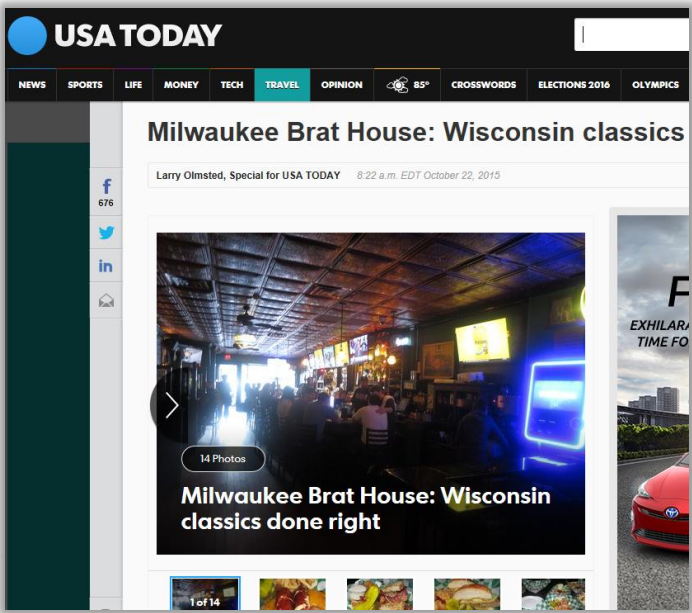 USA TODAY
NEWS SPORTS LIFE MONEY TECH TRAVEL OPINION 85° CROSSWORDS ELECTIONS 2016 OLYMPICS
Milwaukee Brat House: Wisconsin classics
Larry Olmsted, Special for USA TODAY 8:22 a.m. EDT October 22, 2015
f
676
in
14 Photos
Milwaukee Brat House: Wisconsin
classics done right
1 of 14
F
EXHILARA
TIME FO